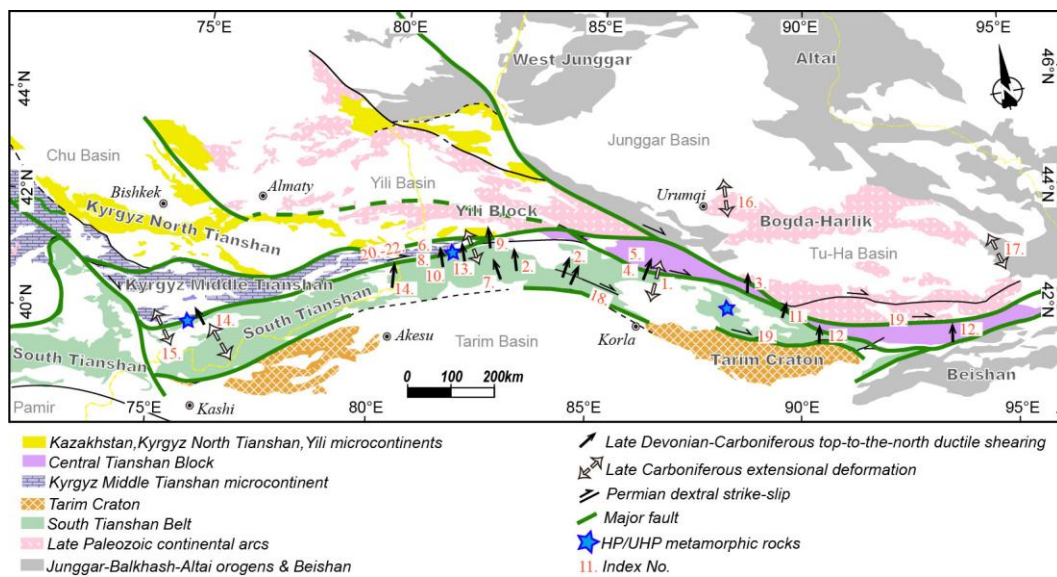 75°E
80°E
85°E
90°E
95°E
46°N
44°N
West Junggar
Altai
Chu Basin
Junggar Basin
Bishkek
Almaty
Yili Basin
Urumqi
16.
44°N
42°N
Kyrgyz North Tianshan
Yili Block
Bogda-Harlik
Tu-Ha Basin
17.
20-22.
6.
9.
8.
10.
13.
2.
2.
5.
4.
1.
3.
Kyrgyz Middle Tianshan
14.
7.
18.
11.
19.
12.
42°N
40°N
14.
15.
South Tianshan
South Tianshan
Akesu
Tarim Basin
Korla
19.
12.
Tarim Craton
Beishan
0 100 200km
Pamir
Kashi
75°E
80°E
85°E
90°E
95°E
Kazakhstan,Kyrgyz North Tianshan,Yili microcontinents
Central Tianshan Block
Kyrgyz Middle Tianshan microcontinent
Tarim Craton
South Tianshan Belt
Late Paleozoic continental arcs
Junggar-Balkhash-Altai orogens & Beishan
Late Devonian-Carboniferous top-to-the-north ductile shearing
Late Carboniferous extensional deformation
Permian dextral strike-slip
Major fault
HP/UHP metamorphic rocks
11. Index No.